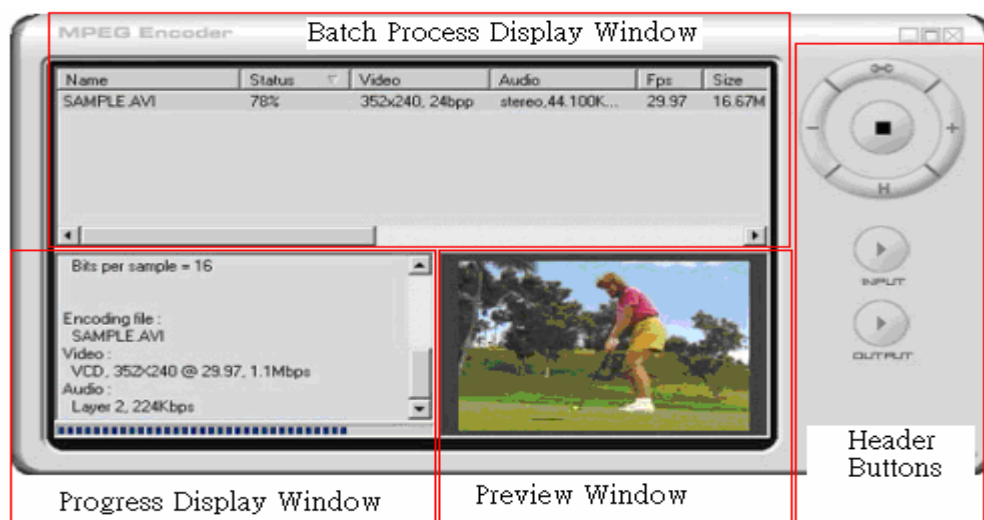 MPEG Encoder
Batch Process Display Window
Name Status Video Audio Fps Size
SAMPLE.AVI 78% 352x240, 24bpp stereo,44.100K... 29.97 16.67M
H
Bits per sample = 16
Encoding file :
SAMPLE.AVI
Video :
VCD, 352X240 @ 29.97, 1.1Mbps
Audio :
Layer 2, 224Kbps
INPUT
OUTPUT
Header
Buttons
Progress Display Window
Preview Window